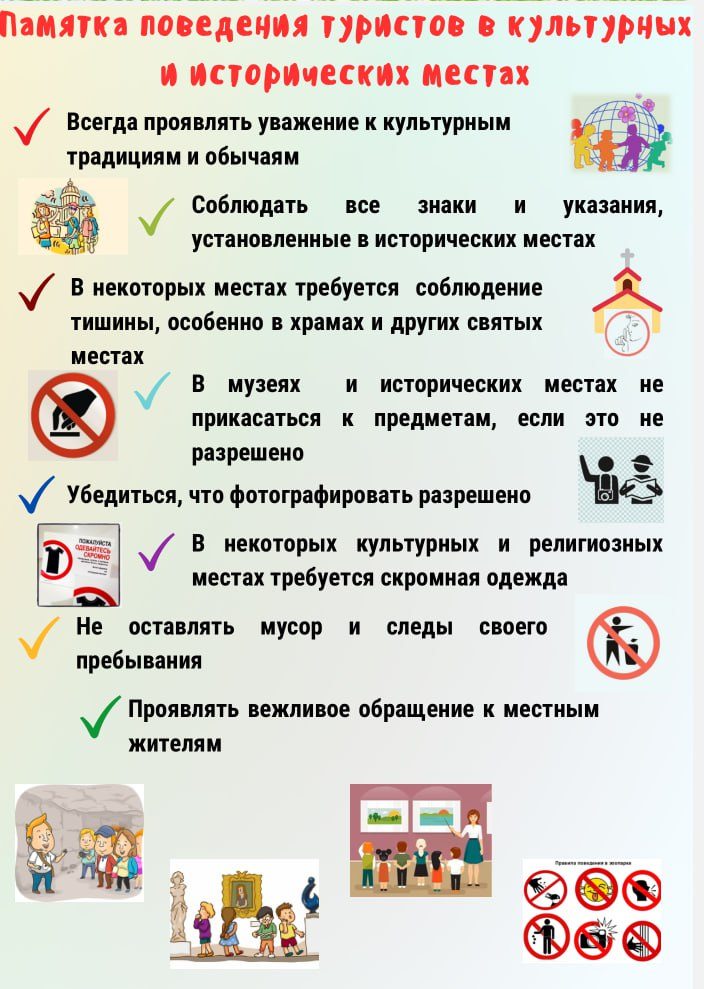 Памятка поведения туристов в культурных
и исторических местах
Всегда проявлять уважение к культурным
традициям и обычаям
Соблюдать все знаки и указания,
установленные в исторических местах
В некоторых местах требуется соблюдение
тишины, особенно в храмах и других святых
местах
В музеях и исторических местах не
прикасаться к предметам, если это не
разрешено
Убедиться, что фотографировать разрешено
ПОЖАЛУЙСТА
ОДЕВАЙТЕСЬ
СКРОМНО
В некоторых культурных и религиозных
местах требуется скромная одежда
Не оставлять мусор и следы своего
пребывания
Проявлять вежливое обращение к местным
жителям
Правила поведения в зоопарке